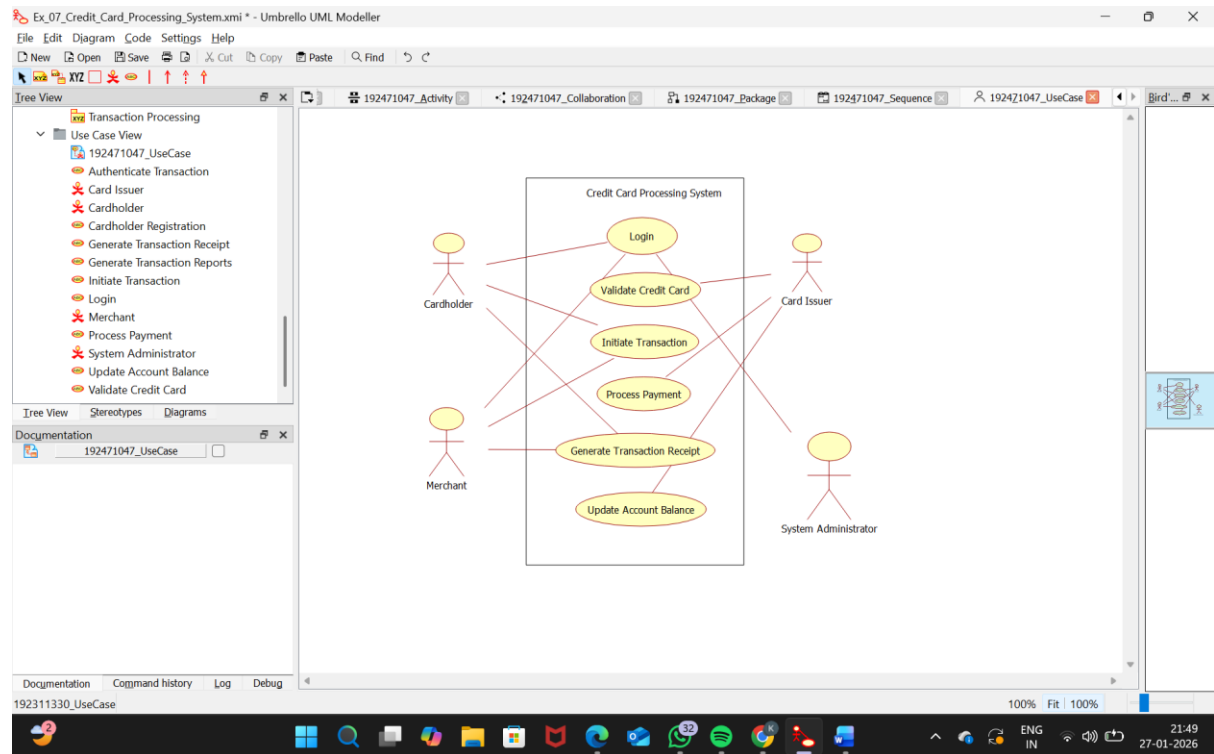 Ex_07_Credit_Card_Processing_System.xmi * - Umbrello UML Modeller
File Edit Diagram Code Settings Help
New Open Save Cut Copy Paste Find
XYZ XYZ
Tree View
192471047_Activity 192471047_Collaboration 192471047_Package 192471047_Sequence 192471047_UseCase
Bird'...
XYZ Transaction Processing
Use Case View
192471047_UseCase
Authenticate Transaction
Card Issuer
Cardholder
Cardholder Registration
Generate Transaction Receipt
Generate Transaction Reports
Initiate Transaction
Login
Merchant
Process Payment
System Administrator
Update Account Balance
Validate Credit Card
Tree View Stereotypes Diagrams
Documentation
192471047_UseCase
Credit Card Processing System
Login
Validate Credit Card
Cardholder
Card Issuer
Initiate Transaction
Process Payment
Generate Transaction Receipt
Merchant
Update Account Balance
System Administrator
Documentation Command history Log Debug
192311330_UseCase
100% Fit 100%
2
32
K
W
ENG
IN
21:49
27-01-2026